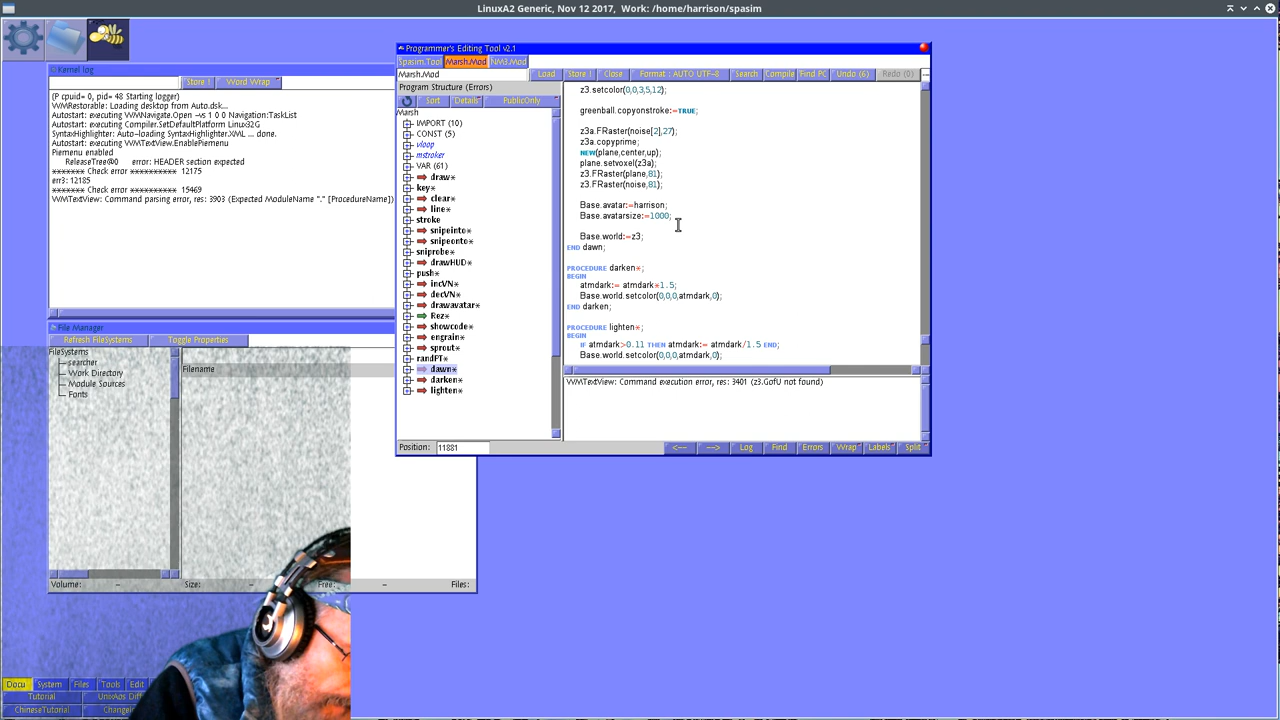 LinuxA2 Generic, Nov 12 2017, Work: /home/harrison/spasim
Kernel log
Store !
Word Wrap
(P cpuid= 0, pid= 48 Starting logger)
WMRestorable: Loading desktop from Auto.dsk...
Autostart: executing WMNavigate.Open -vs 1 0 0 Navigation:TaskList
Autostart: executing Compiler.SetDefaultPlatform Linux32G
SyntaxHighlighter: Auto-loading SyntaxHighlighter.XML ... done.
Autostart: executing WMTextView.EnablePiemenu
Piemenu enabled
ReleaseTree@0 error: HEADER section expected
******* Check error ********** 12175
err3: 12185
******* Check error ********** 15469
WMTextView: Command parsing error, res: 3903 (Expected ModuleName "." [ProcedureName])
File Manager
Refresh FileSystems
Toggle Properties
FileSystems
searcher
Work Directory
Module Sources
Fonts
Filename
Volume: -
Size: -
Free: -
Files:
Docu
System
Files
Tools
Edit
Tutorial
UnixAos Diff
ChineseTutorial
Programmer's Editing Tool v2.1
Spasim.Tool
Marsh.Mod
NM3.Mod
Marsh.Mod
Load
Store !
Close
Format : AUTO UTF-8
Search
Compile
Find PC
Undo (6)
Redo (0)
Program Structure (Errors)
Sort
Details
PublicOnly
Marsh
IMPORT (10)
CONST (5)
vloop
mstroker
VAR (61)
draw*
key*
clear*
line*
stroke
snipeinto*
snipeonto*
sniprobe*
drawHUD*
push*
incVN*
decVN*
drawavatar*
Rez*
showcode*
engrain*
sprout*
randPT*
dawn*
darken*
lighten*
z3.setcolor(0,0,3,5,12);
greenball.copyonstroke:=TRUE;
z3a.FRaster(noise[2],27);
z3a.copyprime;
NEW(plane,center,up);
plane.setvoxel(z3a);
z3.FRaster(plane,81);
z3.FRaster(noise,81);
Base.avatar:=harrison;
Base.avatarsize:=1000;
Base.world:=z3;
END dawn;
PROCEDURE darken*;
BEGIN
atmdark:= atmdark*1.5;
Base.world.setcolor(0,0,0,atmdark,0);
END darken;
PROCEDURE lighten*;
BEGIN
IF atmdark>0.11 THEN atmdark:= atmdark/1.5 END;
Base.world.setcolor(0,0,0,atmdark,0);
WMTextView: Command execution error, res: 3401 (z3.GofU not found)
Position: 11881
<--
-->
Log
Find
Errors
Wrap
Labels
Split